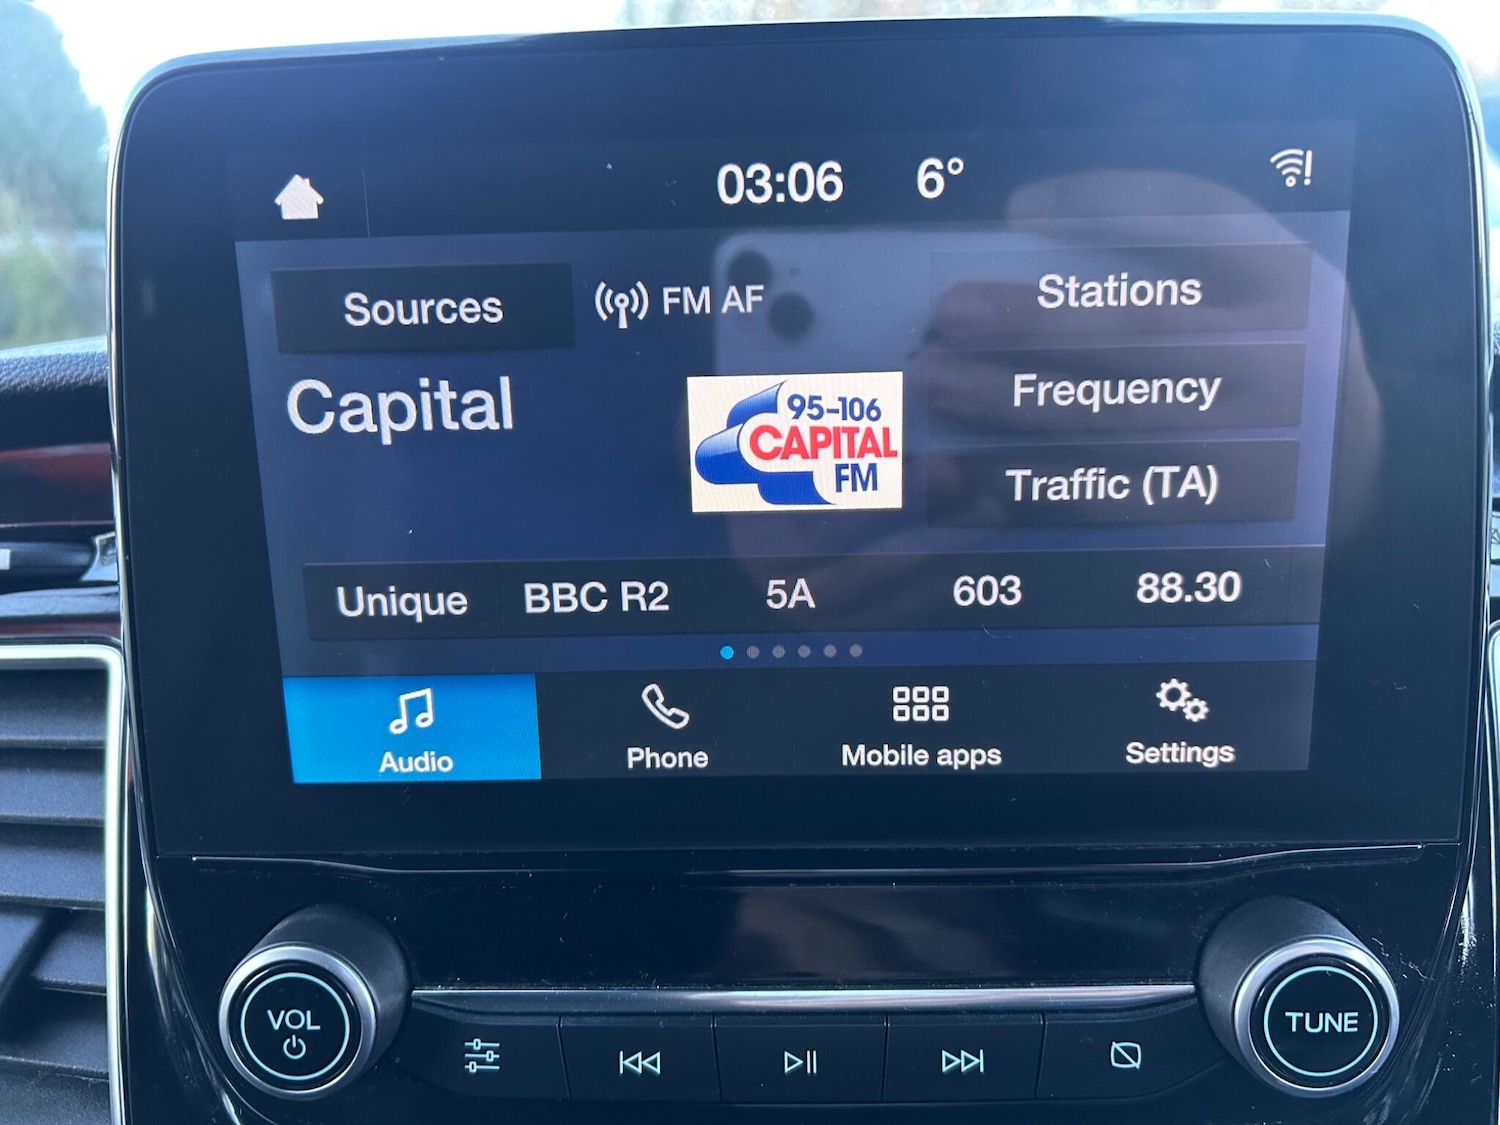 03:06 6°
Sources
FM AF
Stations
Capital
95-106
CAPITAL
FM
Frequency
Traffic (TA)
Unique BBC R2 5A 603 88.30
Audio Phone Mobile apps Settings
VOL
TUNE